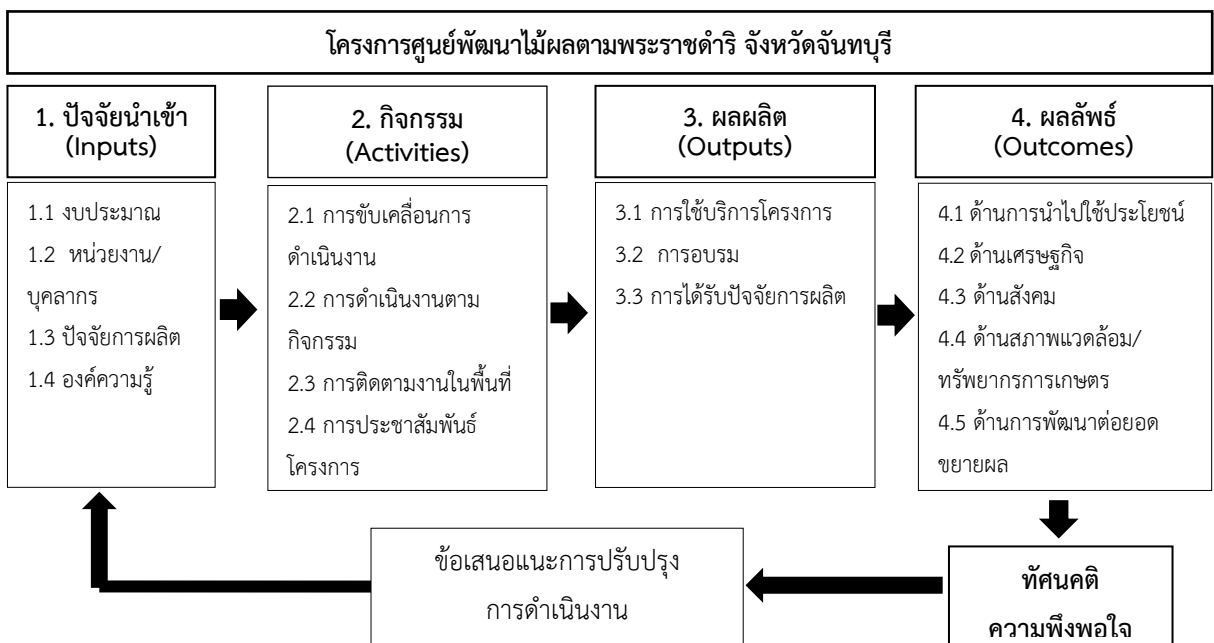 โครงการศูนย์พัฒนาไม้ผลตามพระราชดำริ จังหวัดจันทบุรี
1. ปัจจัยนำเข้า
(Inputs)
1.1 งบประมาณ
1.2 หน่วยงาน/
บุคลากร
1.3 ปัจจัยการผลิต
1.4 องค์ความรู้
2. กิจกรรม
(Activities)
2.1 การขับเคลื่อนการ
ดำเนินงาน
2.2 การดำเนินงานตาม
กิจกรรม
2.3 การติดตามงานในพื้นที่
2.4 การประชาสัมพันธ์
โครงการ
3. ผลผลิต
(Outputs)
3.1 การใช้บริการโครงการ
3.2 การอบรม
3.3 การได้รับปัจจัยการผลิต
4. ผลลัพธ์
(Outcomes)
4.1 ด้านการนำไปใช้ประโยชน์
4.2 ด้านเศรษฐกิจ
4.3 ด้านสังคม
4.4 ด้านสภาพแวดล้อม/
ทรัพยากรการเกษตร
4.5 ด้านการพัฒนาต่อยอด
ขยายผล
ทัศนคติ
ความพึงพอใจ
ข้อเสนอแนะการปรับปรุง
การดำเนินงาน